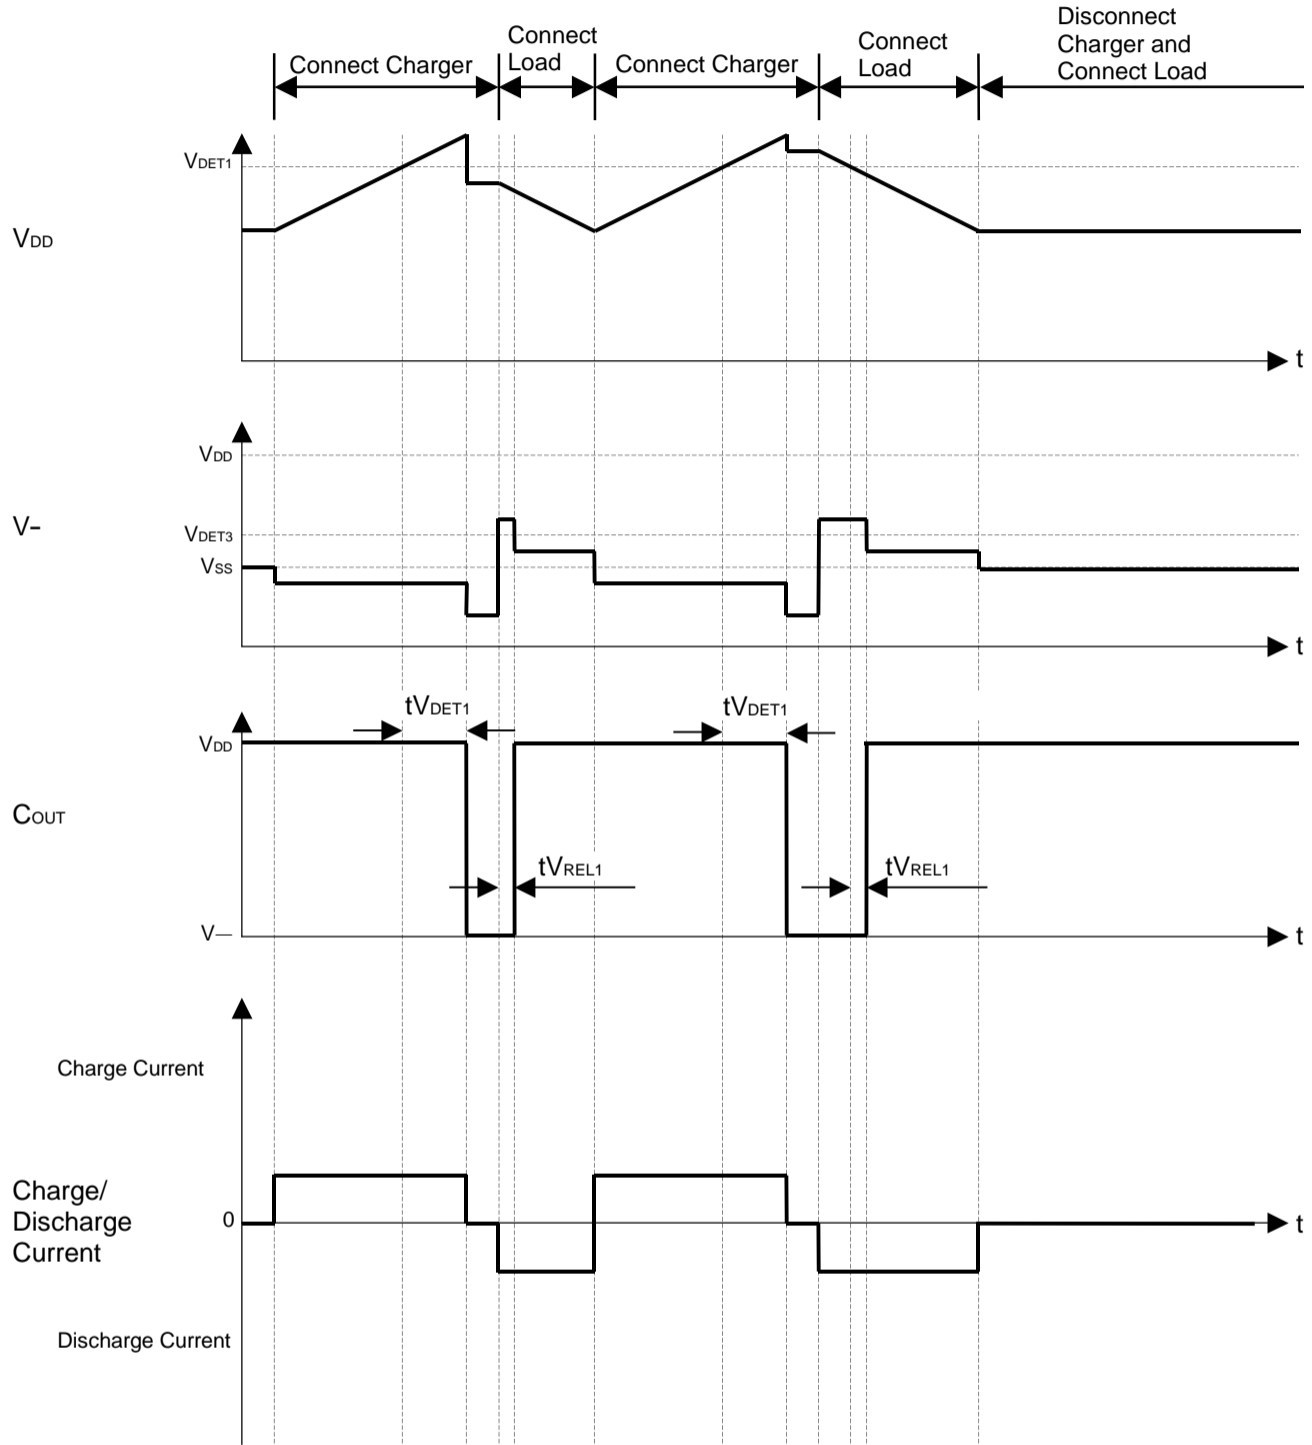 Connect Charger
Connect
Load
Connect Charger
Connect
Load
Disconnect
Charger and
Connect Load
VDET1
VDD
t
VDD
V-
VDET3
VSS
t
tVDET1
tVDET1
VDD
COUT
tVREL1
tVREL1
V—
t
Charge Current
Charge/
Discharge
Current
0
t
Discharge Current